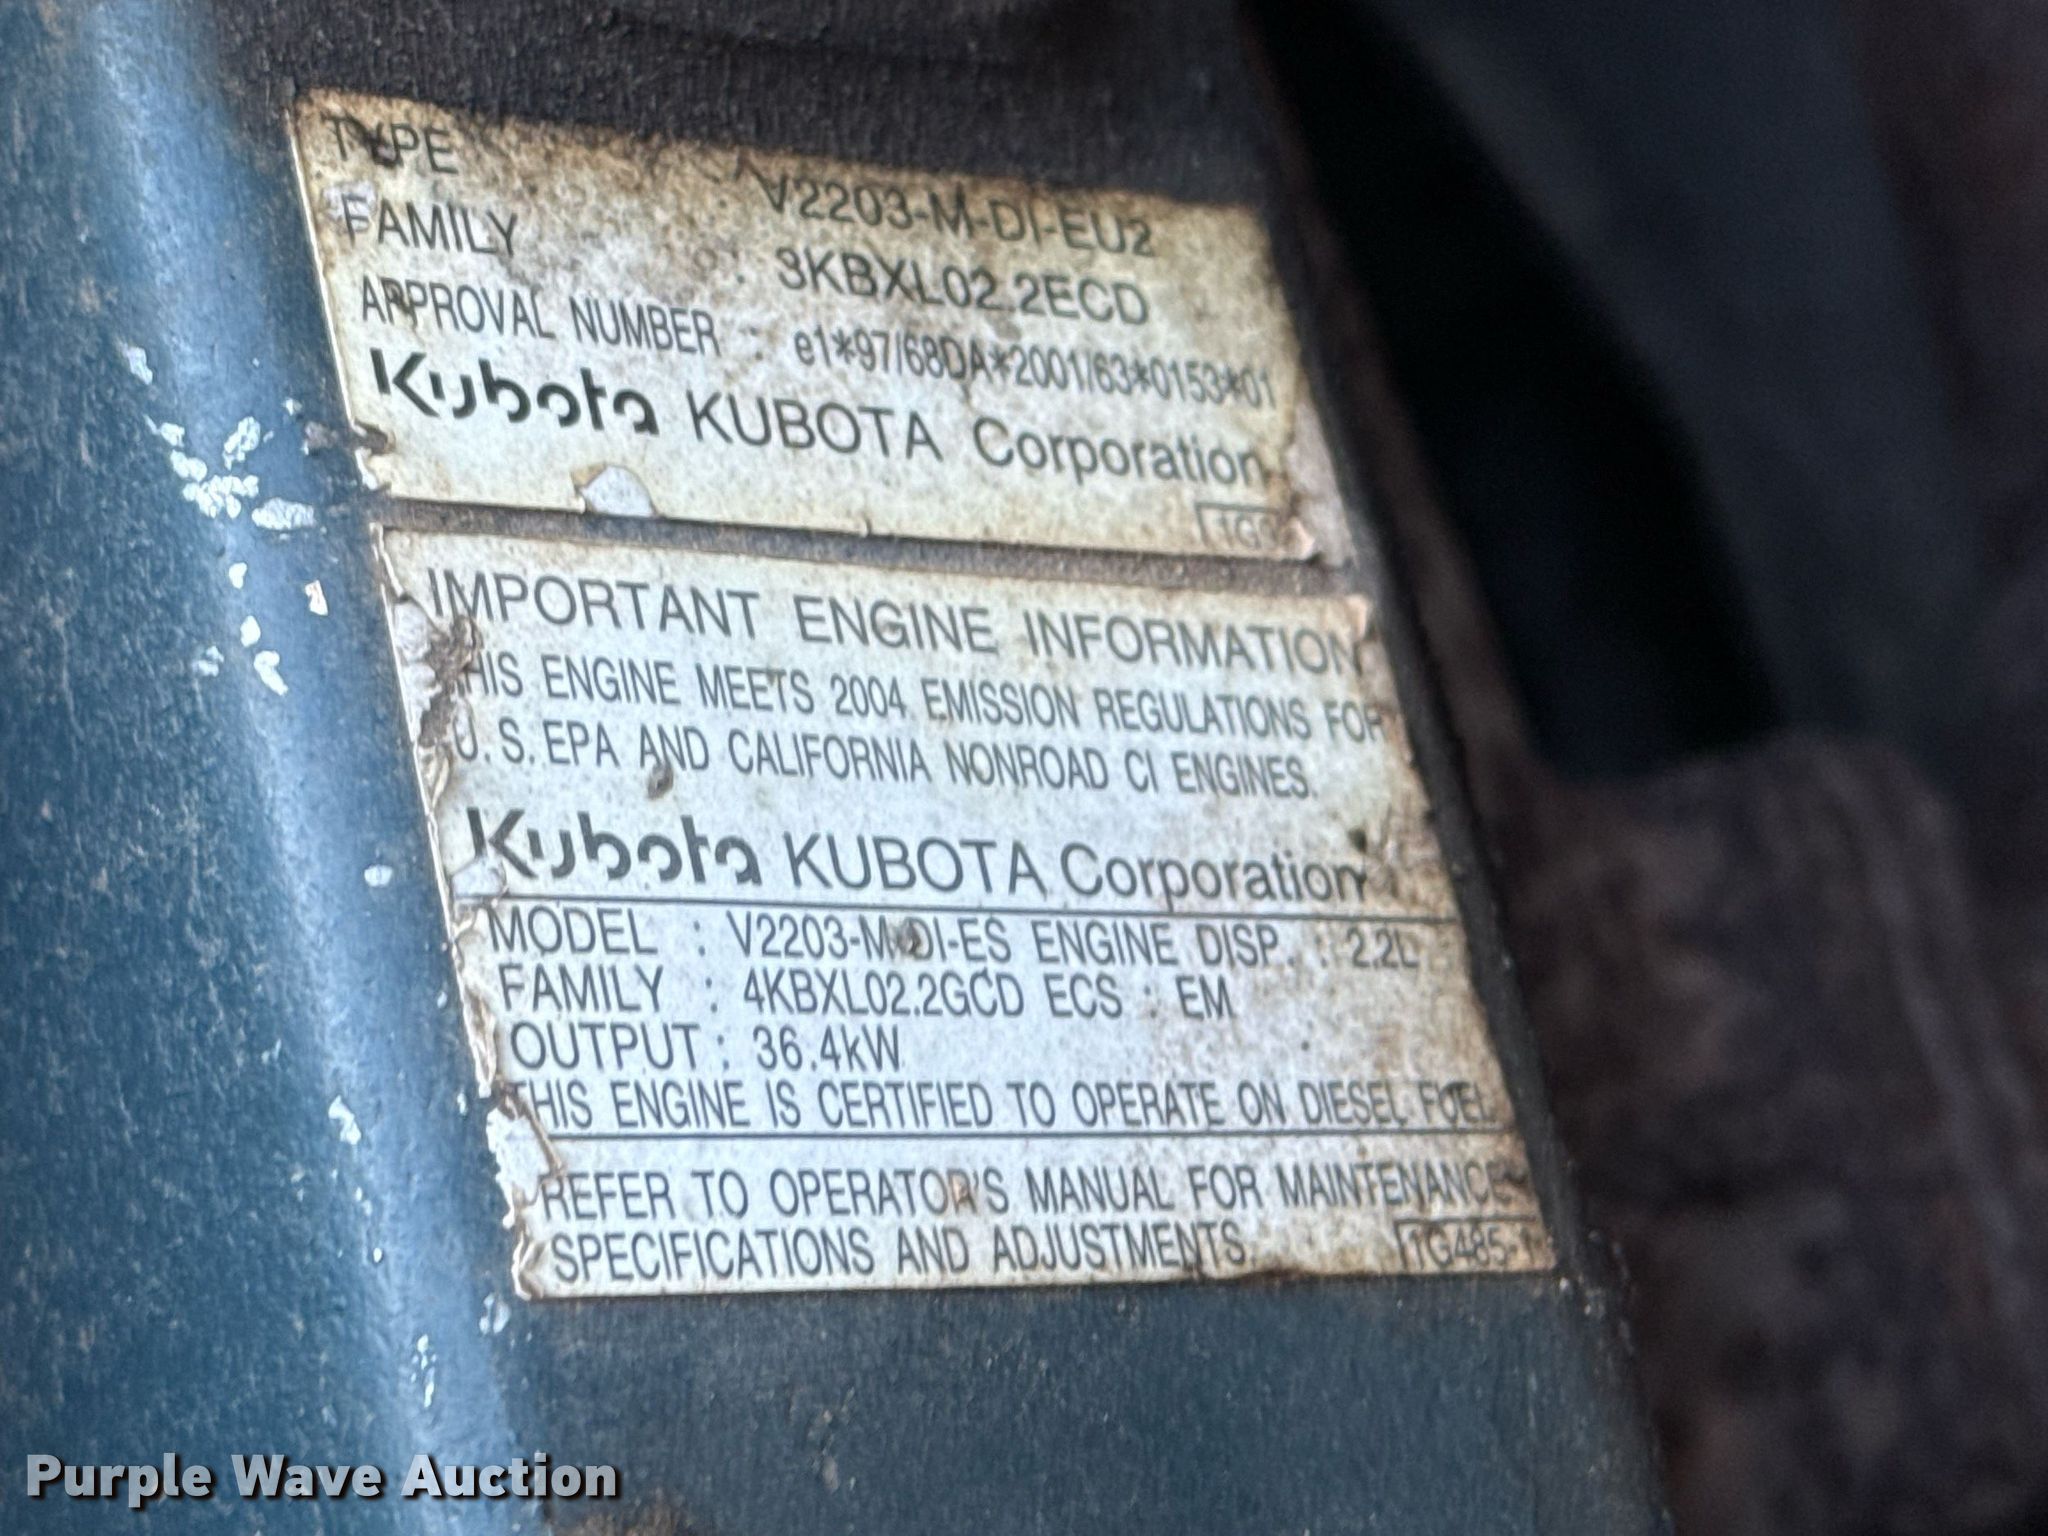 TYPE : V2203-M-DI-EU2
FAMILY : 3KBXL02.2ECD
APPROVAL NUMBER : e1*97/68DA*2001/63*0153*01
Kubota KUBOTA Corporation
IMPORTANT ENGINE INFORMATION
THIS ENGINE MEETS 2004 EMISSION REGULATIONS FOR
U.S. EPA AND CALIFORNIA NONROAD CI ENGINES.
Kubota KUBOTA Corporation
MODEL : V2203-M-DI-ES ENGINE DISP. : 2.2L
FAMILY : 4KBXL02.2GCD ECS : EM
OUTPUT : 36.4kW
THIS ENGINE IS CERTIFIED TO OPERATE ON DIESEL FUEL
REFER TO OPERATOR'S MANUAL FOR MAINTENANCE
SPECIFICATIONS AND ADJUSTMENTS.
1G485-1
Purple Wave Auction